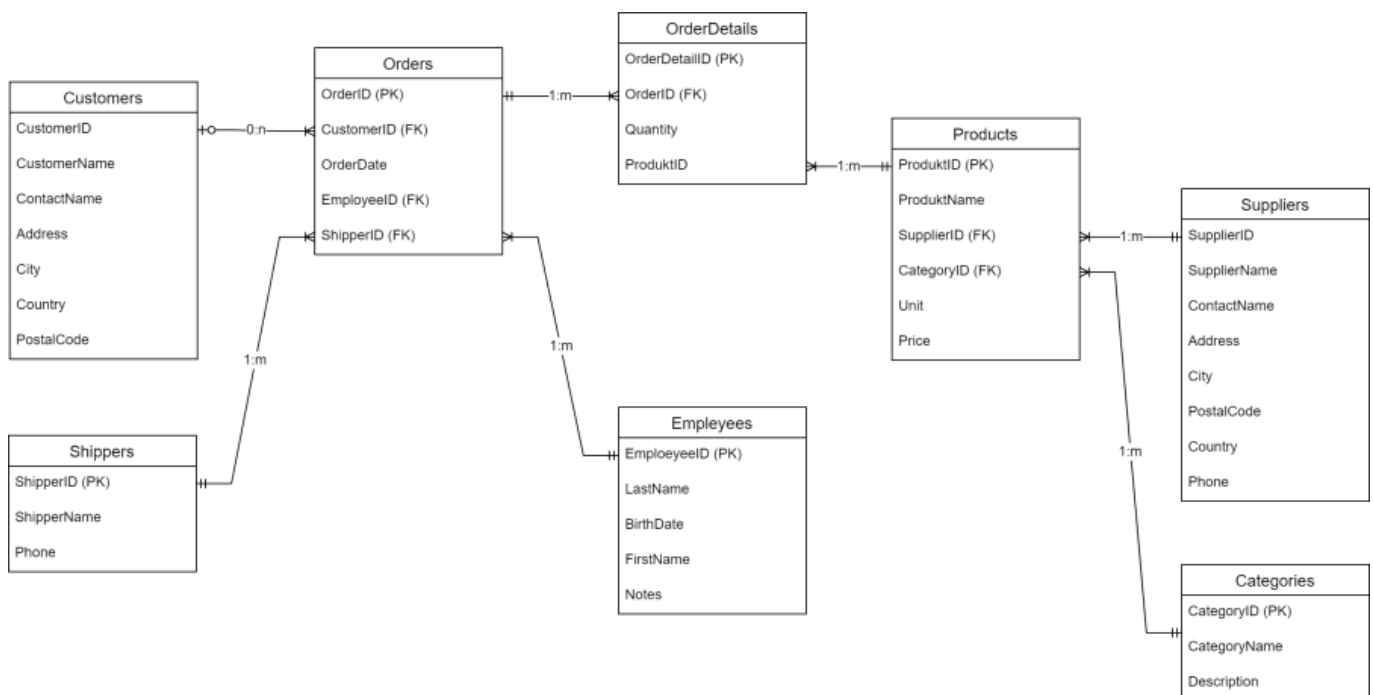 OrderDetails
OrderDetailID (PK)
OrderID (FK)
Quantity
ProduktID
Orders
OrderID (PK)
CustomerID (FK)
OrderDate
EmployeeID (FK)
ShipperID (FK)
Customers
CustomerID
CustomerName
ContactName
Address
City
Country
PostalCode
0:n
1:m
1:m
Products
ProduktID (PK)
ProduktName
SupplierID (FK)
CategoryID (FK)
Unit
Price
1:m
Suppliers
SupplierID
SupplierName
ContactName
Address
City
PostalCode
Country
Phone
1:m
1:m
1:m
Shippers
ShipperID (PK)
ShipperName
Phone
Empleyees
EmploeyeeID (PK)
LastName
BirthDate
FirstName
Notes
Categories
CategoryID (PK)
CategoryName
Description